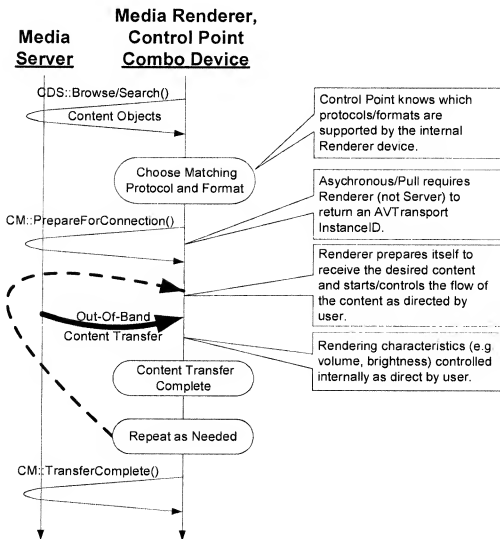 Media
Server
Media Renderer,
Control Point
Combo Device
CDS::Browse/Search()
Content Objects
Control Point knows which
protocols/formats are
supported by the internal
Renderer device.
Choose Matching
Protocol and Format
CM::PrepareForConnection()
Asychronous/Pull requires
Renderer (not Server) to
return an AVTransport
InstanceID.
Renderer prepares itself to
receive the desired content
and starts/controls the flow of
the content as directed by
user.
Out-Of-Band
Content Transfer
Rendering characteristics (e.g.
volume, brightness) controlled
internally as direct by user.
Content Transfer
Complete
Repeat as Needed
CM::TransferComplete()